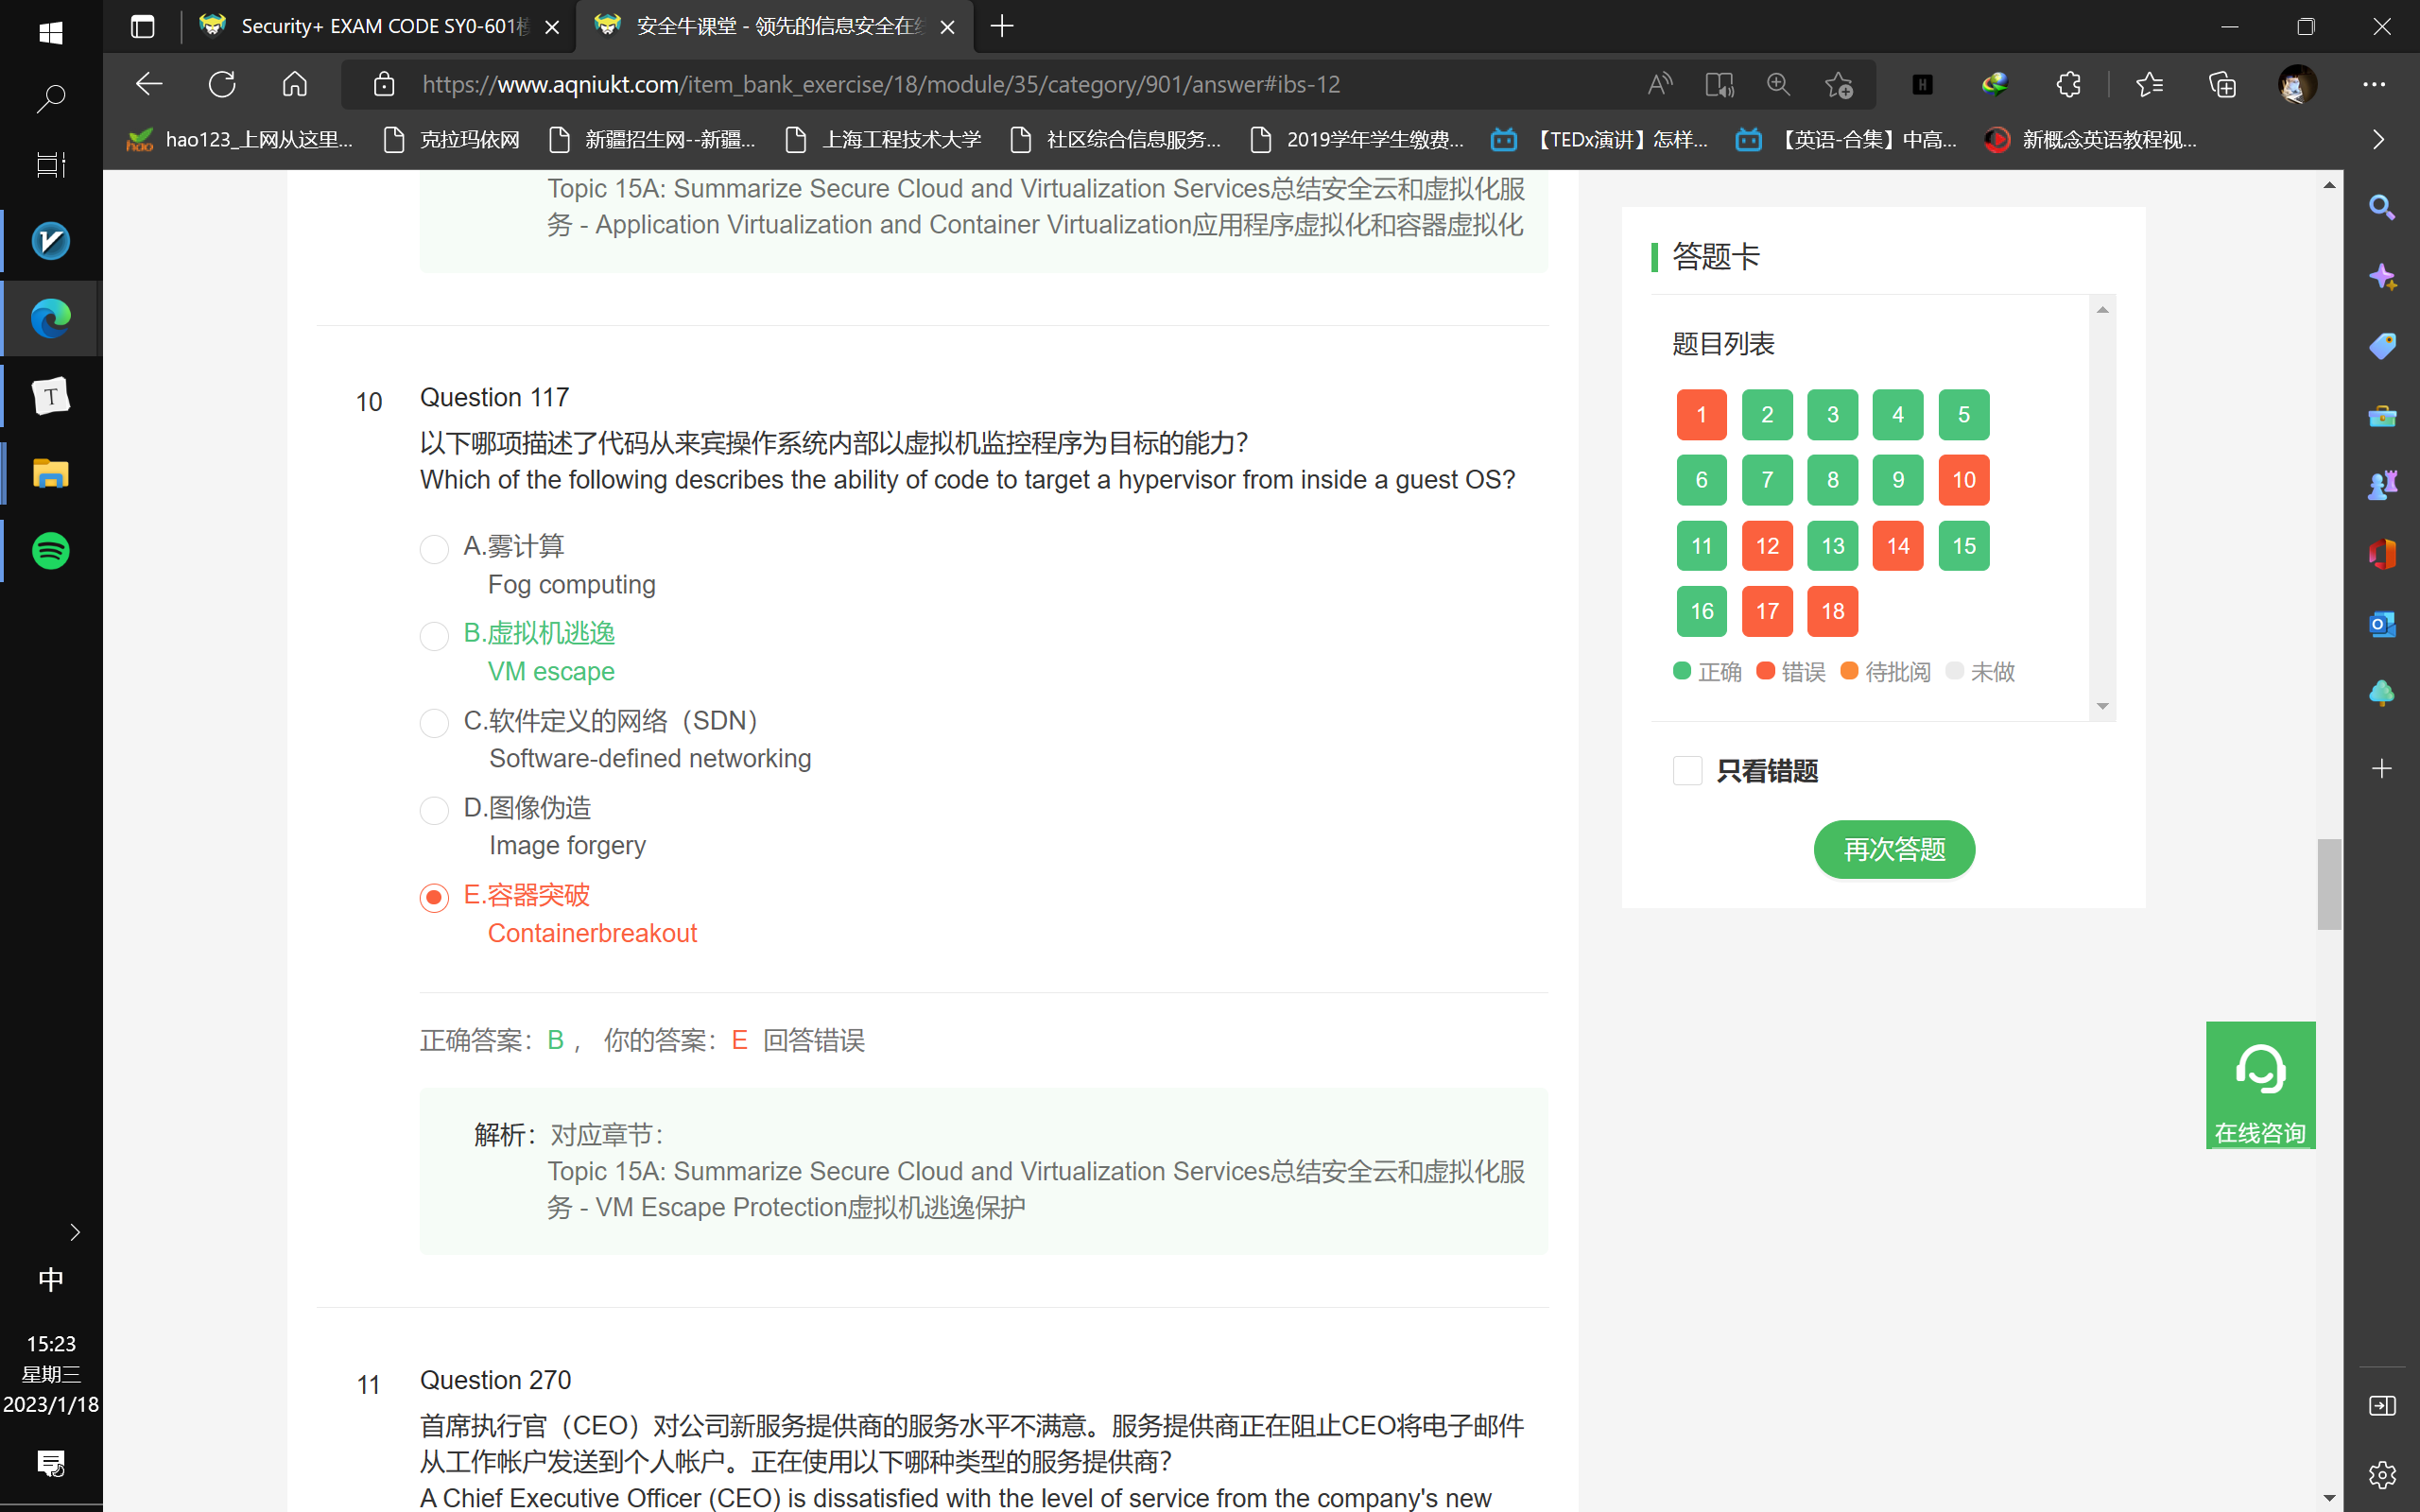 Security+ EXAM CODE SY0-601
安全牛课堂 - 领先的信息安全在
https://www.aqniukt.com/item_bank_exercise/18/module/35/category/901/answer#ibs-12
hao123_上网从这里...
克拉玛依网
新疆招生网--新疆...
上海工程技术大学
社区综合信息服务...
2019学年学生缴费...
【TEDx演讲】怎样...
【英语-合集】中高...
新概念英语教程视...
Topic 15A: Summarize Secure Cloud and Virtualization Services总结安全云和虚拟化服
务 - Application Virtualization and Container Virtualization应用程序虚拟化和容器虚拟化
10
Question 117
以下哪项描述了代码从来宾操作系统内部以虚拟机监控程序为目标的能力?
Which of the following describes the ability of code to target a hypervisor from inside a guest OS?
A.雾计算
Fog computing
B.虚拟机逃逸
VM escape
C.软件定义的网络（SDN）
Software-defined networking
D.图像伪造
Image forgery
E.容器突破
Containerbreakout
正确答案：B， 你的答案：E 回答错误
解析：对应章节：
Topic 15A: Summarize Secure Cloud and Virtualization Services总结安全云和虚拟化服
务 - VM Escape Protection虚拟机逃逸保护
11
Question 270
首席执行官（CEO）对公司新服务提供商的服务水平不满意。服务提供商正在阻止CEO将电子邮件
从工作帐户发送到个人帐户。正在使用以下哪种类型的服务提供商?
A Chief Executive Officer (CEO) is dissatisfied with the level of service from the company's new
答题卡
题目列表
1 2 3 4 5
6 7 8 9 10
11 12 13 14 15
16 17 18
正确 错误 待批阅 未做
只看错题
再次答题
在线咨询
中
15:23
星期三
2023/1/18